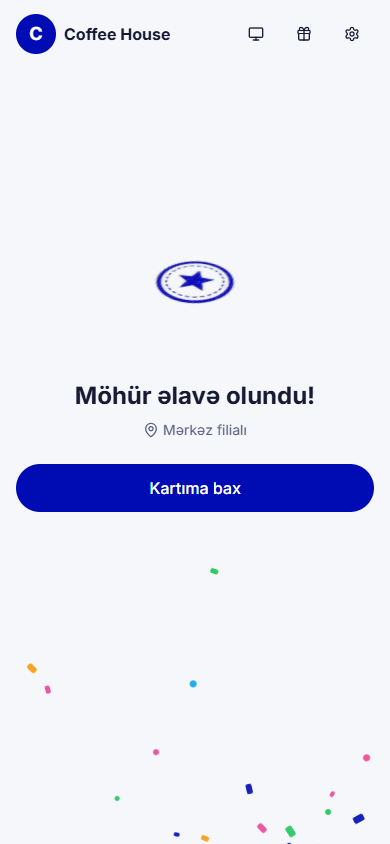 C
Coffee House
Möhür əlavə olundu!
Mərkəz filialı
Kartıma bax